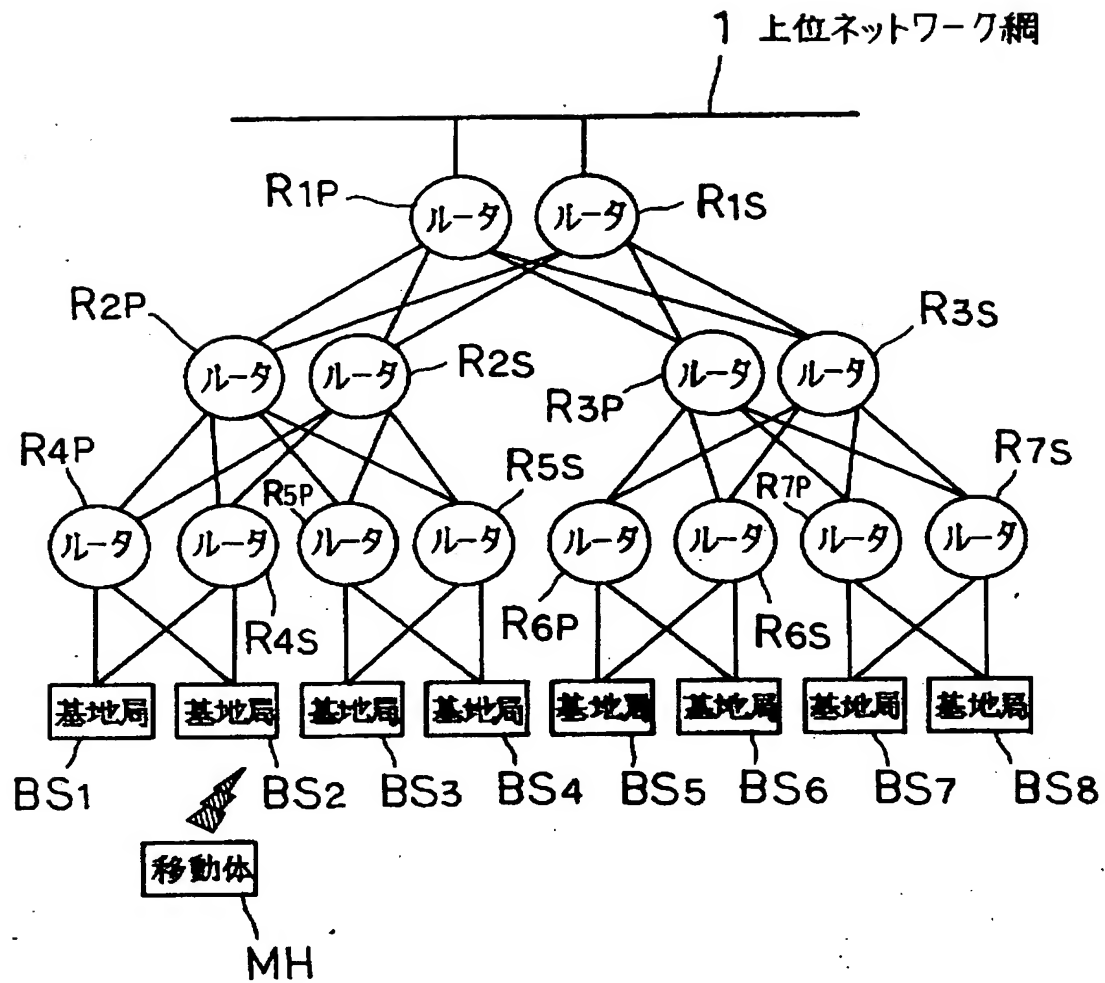 1 上位ネットワーク網
R1P ルータ ルータ R1S
R2P ルータ ルータ R2S R3P ルータ ルータ R3S
R4P ルータ ルータ R4S R5P ルータ ルータ R5S ルータ R6P ルータ R6S R7P ルータ ルータ R7S
基地局 基地局 基地局 基地局 基地局 基地局 基地局 基地局
BS1 BS2 BS3 BS4 BS5 BS6 BS7 BS8
移動体
MH